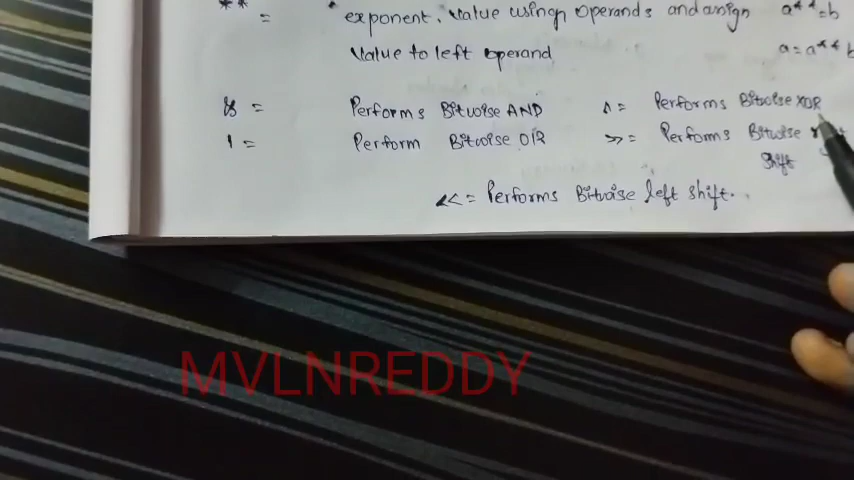 **= exponent. Value using operands and assign a**=b
Value to left operand a=a**b
&= Performs Bitwise AND ^= Performs Bitwise XOR
|= Perform Bitwise OR >>= Performs Bitwise
shift
<<= Performs Bitwise left shift.
MVLNREDDY